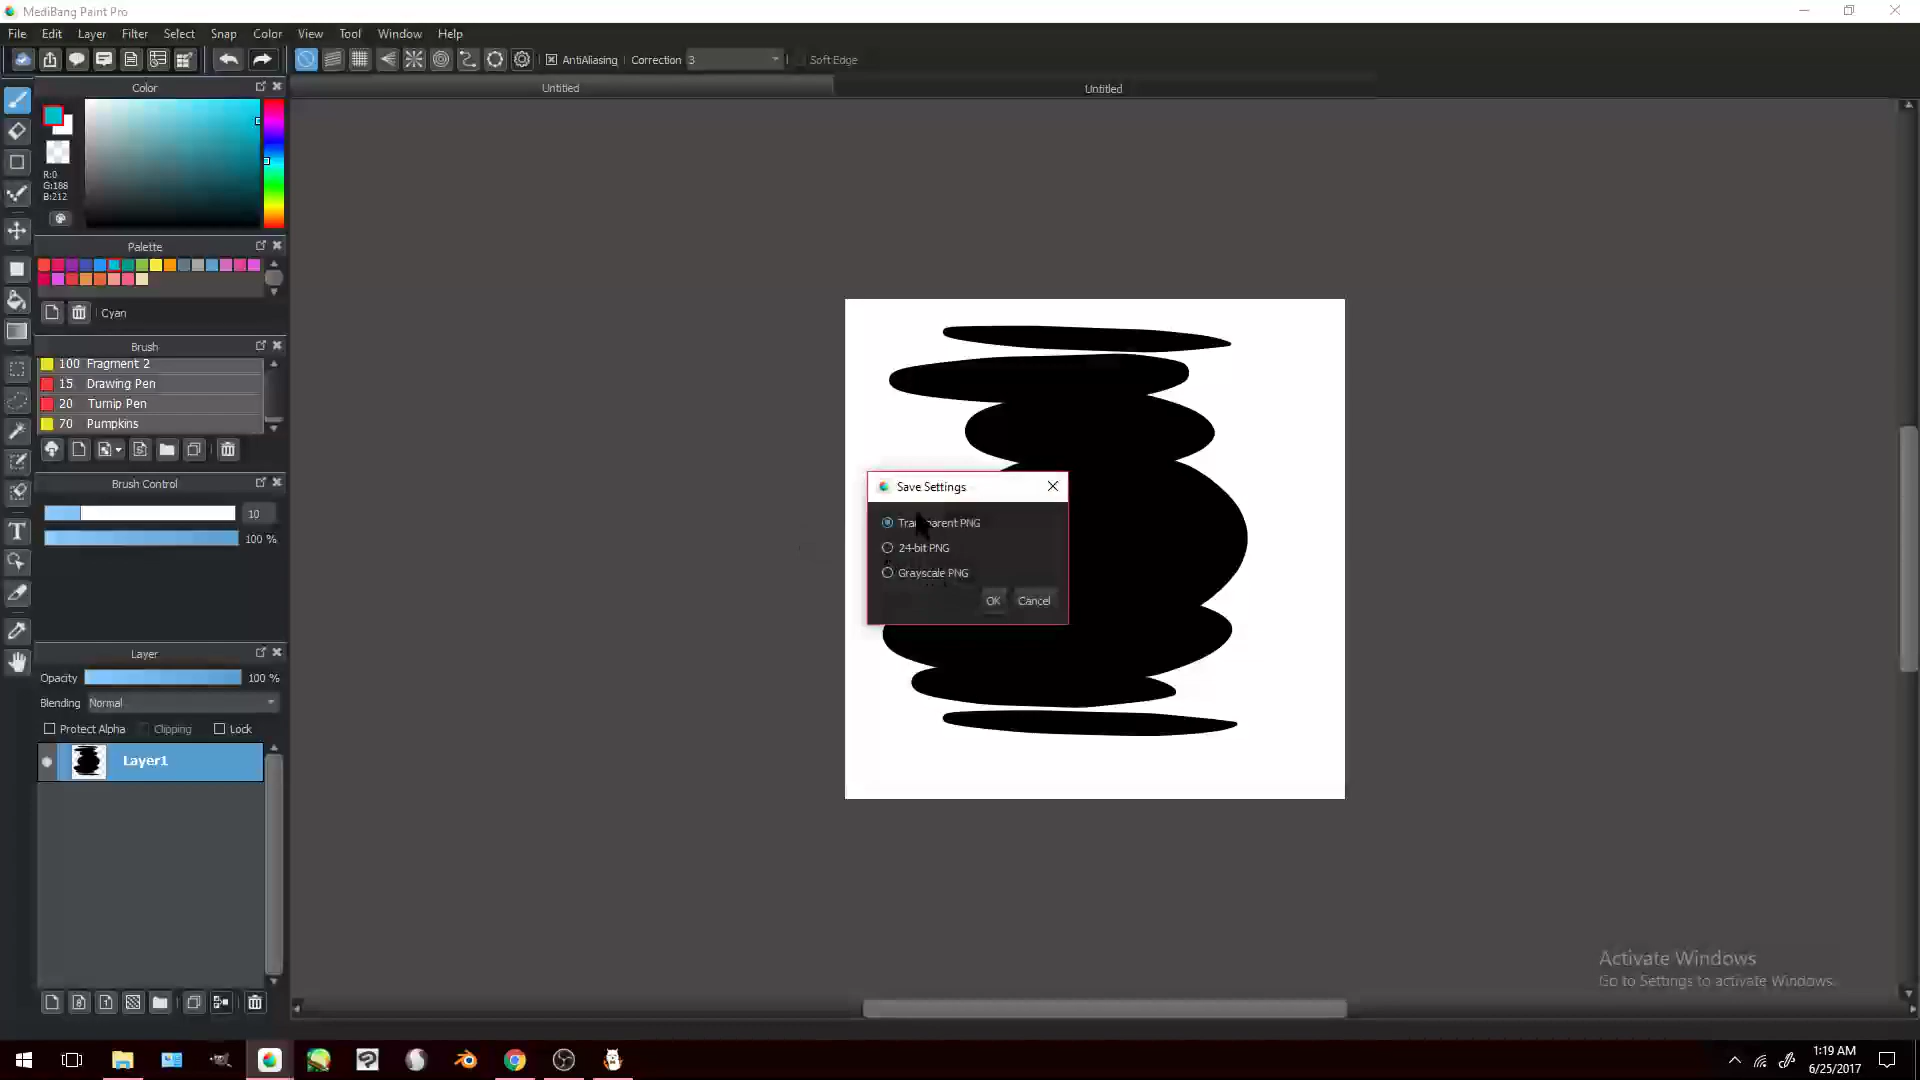 MediBang Paint Pro
File Edit Layer Filter Select Snap Color View Tool Window Help
AntiAliasing Correction 3 Soft Edge
Untitled
Untitled
Color
R:0
G:188
B:212
Palette
Cyan
Brush
100 Fragment 2
15 Drawing Pen
20 Turnip Pen
70 Pumpkins
Brush Control
10
100 %
Layer
Opacity 100 %
Blending Normal
Protect Alpha Clipping Lock
Layer1
Save Settings
Transparent PNG
24-bit PNG
Grayscale PNG
OK Cancel
Activate Windows
Go to Settings to activate Windows.
1:19 AM
6/25/2017